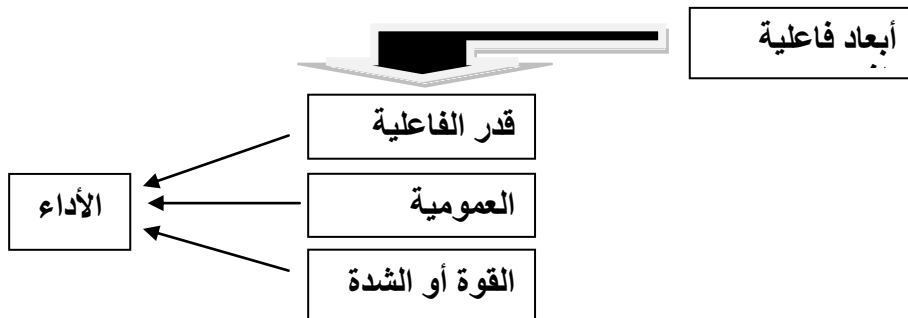 أبعاد فاعلية
قدر الفاعلية
العمومية
الأداء
القوة أو الشدة